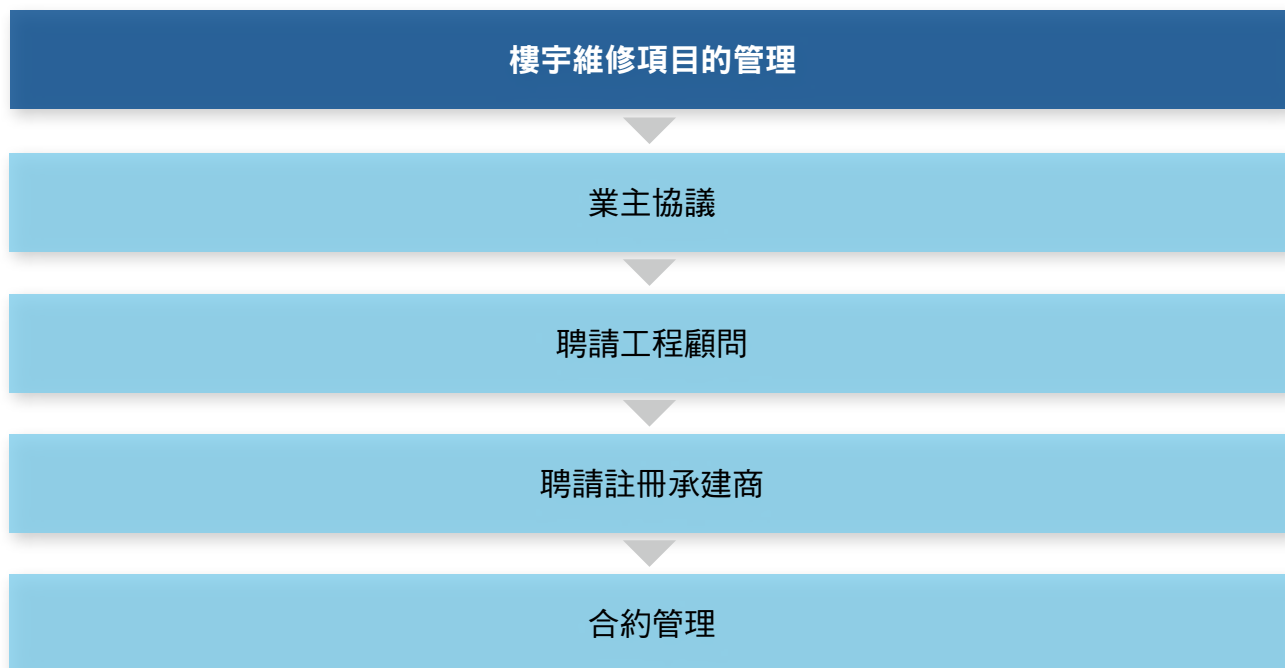 樓宇維修項目的管理
業主協議
聘請工程顧問
聘請註冊承建商
合約管理